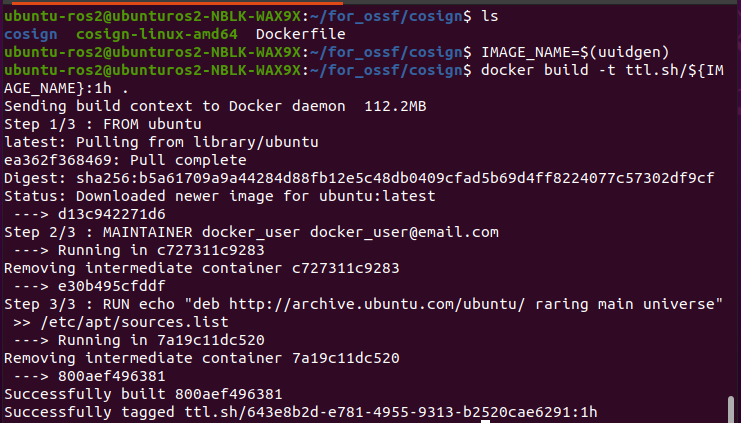 ubuntu-ros2@ubunturos2-NBLK-WAX9X:~/for_ossf/cosign$ ls
cosign  cosign-linux-amd64  Dockerfile
ubuntu-ros2@ubunturos2-NBLK-WAX9X:~/for_ossf/cosign$ IMAGE_NAME=$(uuidgen)
ubuntu-ros2@ubunturos2-NBLK-WAX9X:~/for_ossf/cosign$ docker build -t ttl.sh/${IM
AGE_NAME}:1h .
Sending build context to Docker daemon  112.2MB
Step 1/3 : FROM ubuntu
latest: Pulling from library/ubuntu
ea362f368469: Pull complete
Digest: sha256:b5a61709a9a44284d88fb12e5c48db0409cfad5b69d4ff8224077c57302df9cf
Status: Downloaded newer image for ubuntu:latest
 ---> d13c942271d6
Step 2/3 : MAINTAINER docker_user docker_user@email.com
 ---> Running in c727311c9283
Removing intermediate container c727311c9283
 ---> e30b495cfddf
Step 3/3 : RUN echo "deb http://archive.ubuntu.com/ubuntu/ raring main universe"
 >> /etc/apt/sources.list
 ---> Running in 7a19c11dc520
Removing intermediate container 7a19c11dc520
 ---> 800aef496381
Successfully built 800aef496381
Successfully tagged ttl.sh/643e8b2d-e781-4955-9313-b2520cae6291:1h